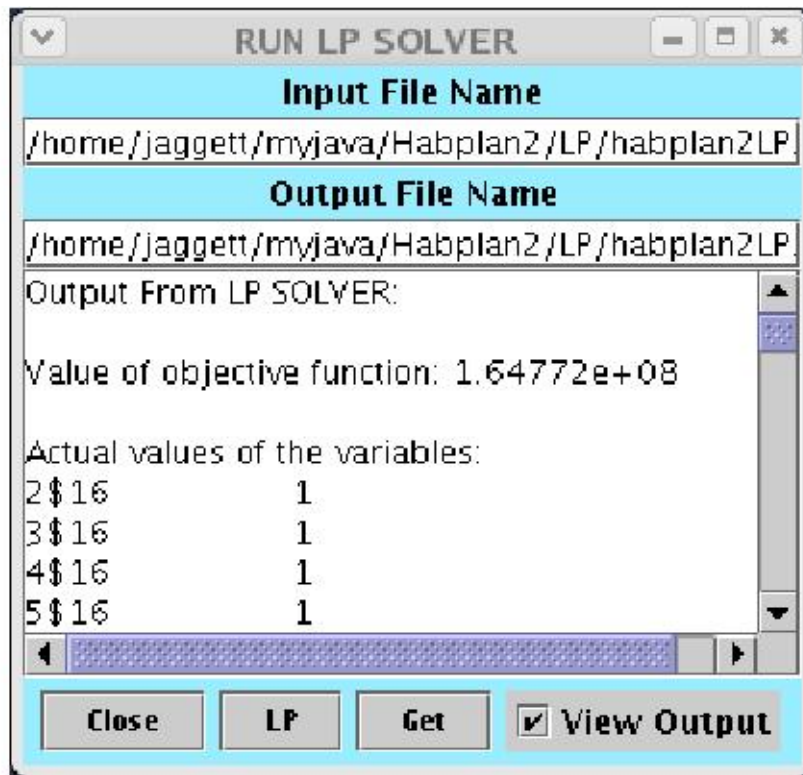 RUN LP SOLVER
Input File Name
/home/jaggett/myjava/Habplan2/LP/habplan2LP.
Output File Name
/home/jaggett/myjava/Habplan2/LP/habplan2LP.
Output From LP SOLVER:
Value of objective function: 1.64772e+08
Actual values of the variables:
2$16 1
3$16 1
4$16 1
5$16 1
Close LP Get View Output